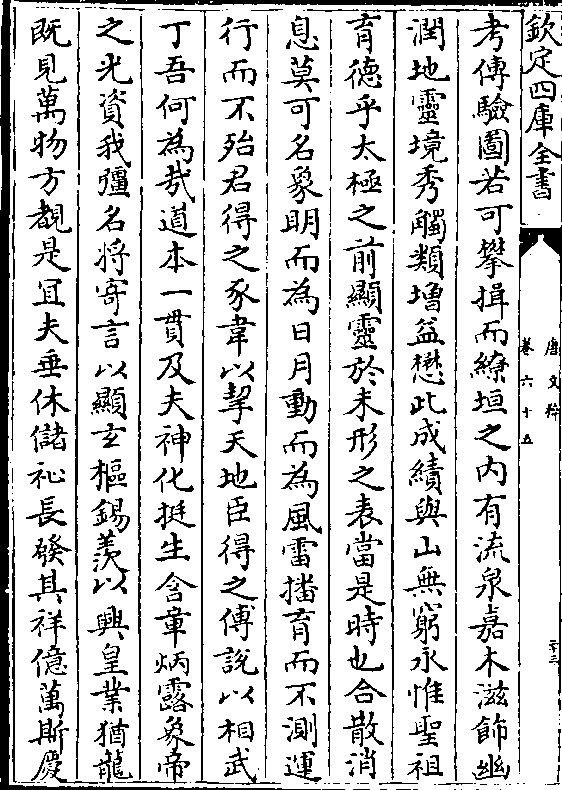 欽定四庫全書
唐文粹
卷六十五
二十三
考傳驗圖若可攀揖而繚垣之内有流泉嘉木滋飾幽
潤地靈境秀觸類增益懋此成績與山無窮永惟聖祖
育德乎太極之前顯靈於未形之表當是時也合散消
息莫可名象明而為日月動而為風雷播育而不測運
行而不殆君得之豕韋以挈天地臣得之傅說以相武
丁吾何為㢤道本一貫及夫神化挺生含章炳露象帝
之光資我彊名將寄言以顯玄樞錫羨以興皇業猶龍
既見萬物方覩是宜夫垂休儲祉長發其祥億萬斯慶